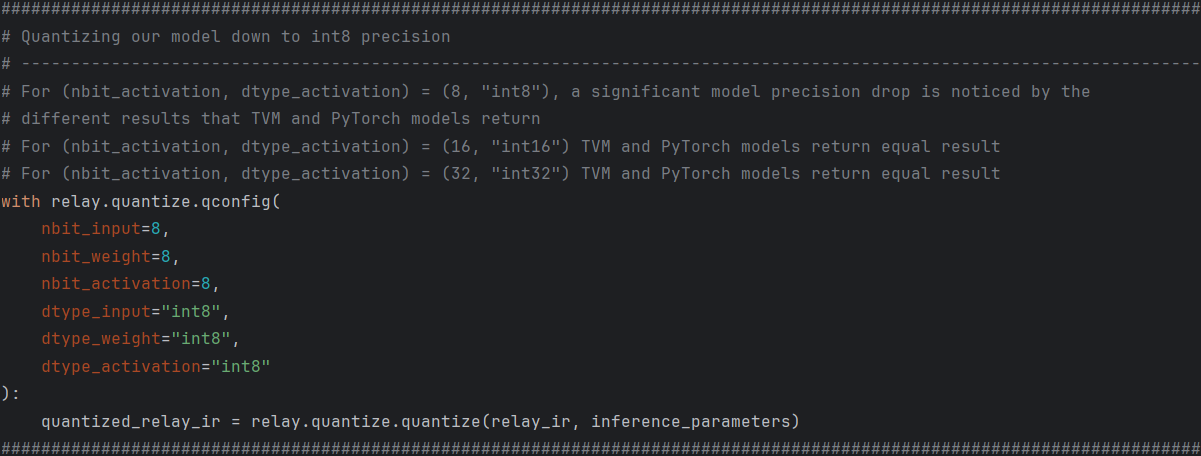 ########################################################################################################################
# Quantizing our model down to int8 precision
# ----------------------------------------------------------------------------------------------------------------------
# For (nbit_activation, dtype_activation) = (8, "int8"), a significant model precision drop is noticed by the
# different results that TVM and PyTorch models return
# For (nbit_activation, dtype_activation) = (16, "int16") TVM and PyTorch models return equal result
# For (nbit_activation, dtype_activation) = (32, "int32") TVM and PyTorch models return equal result
with relay.quantize.qconfig(
    nbit_input=8,
    nbit_weight=8,
    nbit_activation=8,
    dtype_input="int8",
    dtype_weight="int8",
    dtype_activation="int8"
):
    quantized_relay_ir = relay.quantize.quantize(relay_ir, inference_parameters)
########################################################################################################################